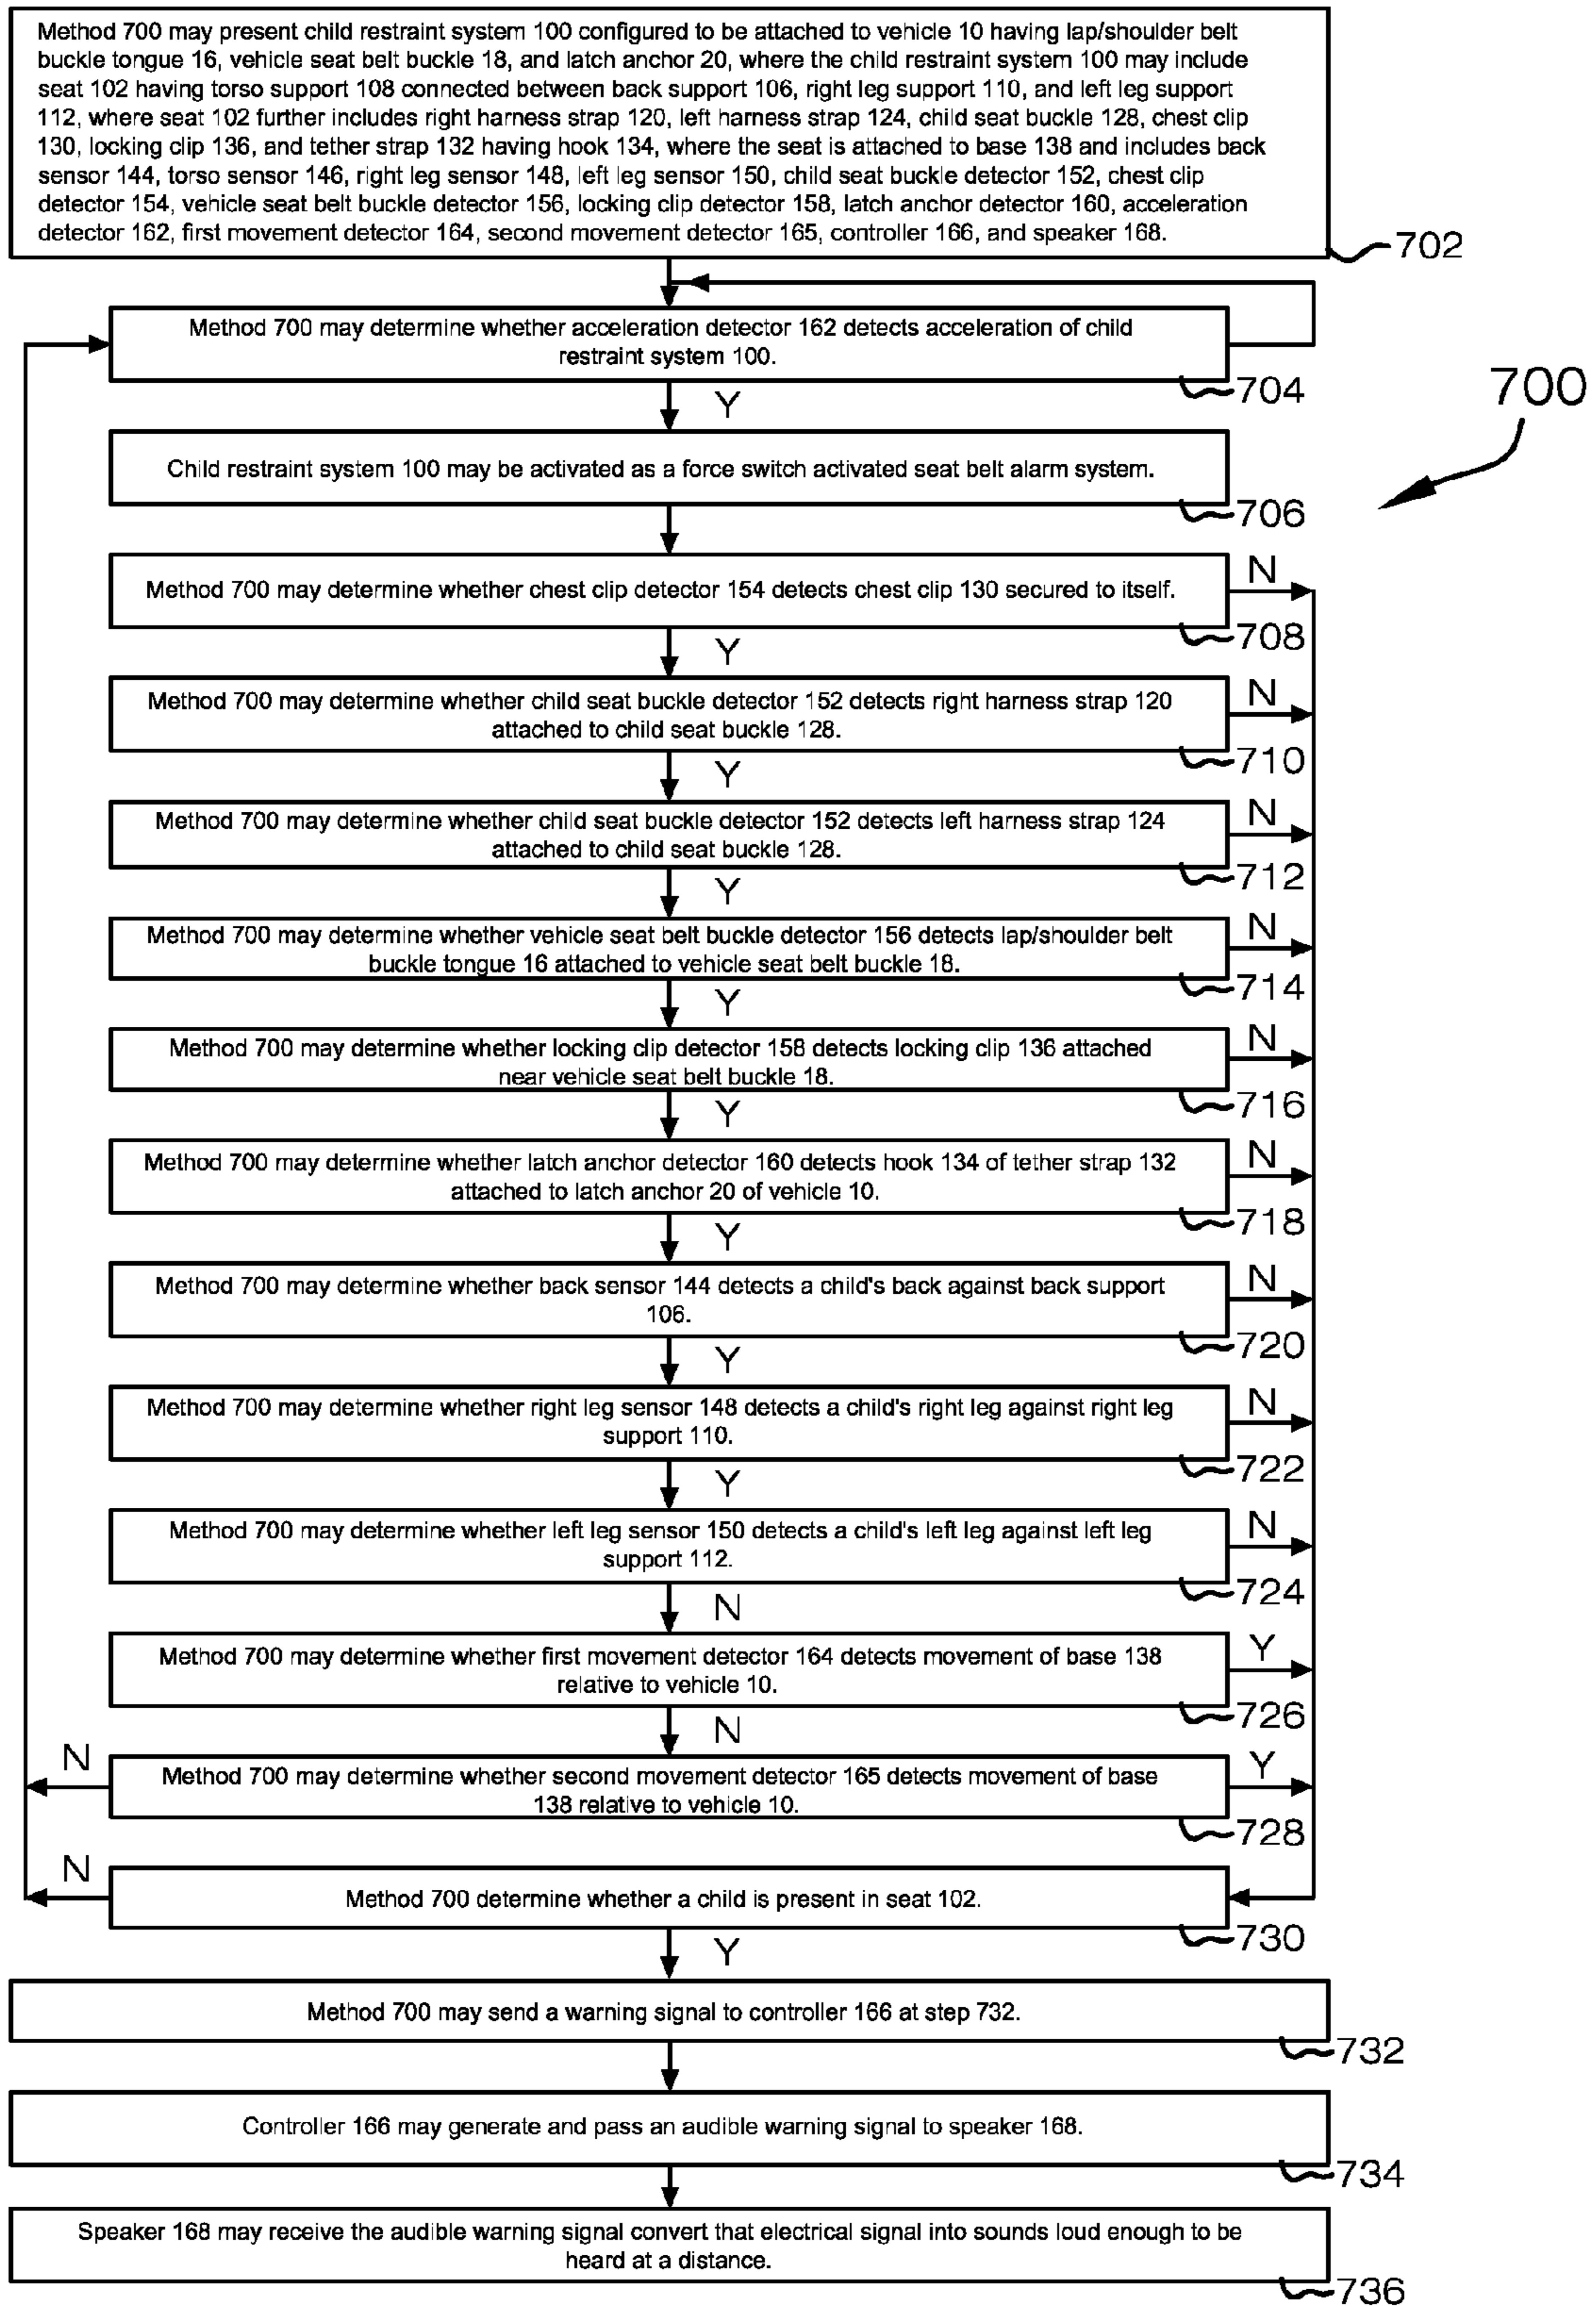 Method 700 may present child restraint system 100 configured to be attached to vehicle 10 having lap/shoulder belt
buckle tongue 16, vehicle seat belt buckle 18, and latch anchor 20, where the child restraint system 100 may include
seat 102 having torso support 108 connected between back support 106, right leg support 110, and left leg support
112, where seat 102 further includes right harness strap 120, left harness strap 124, child seat buckle 128, chest clip
130, locking clip 136, and tether strap 132 having hook 134, where the seat is attached to base 138 and includes back
sensor 144, torso sensor 146, right leg sensor 148, left leg sensor 150, child seat buckle detector 152, chest clip
detector 154, vehicle seat belt buckle detector 156, locking clip detector 158, latch anchor detector 160, acceleration
detector 162, first movement detector 164, second movement detector 165, controller 166, and speaker 168.
702
Method 700 may determine whether acceleration detector 162 detects acceleration of child
restraint system 100.
704
Y
700
Child restraint system 100 may be activated as a force switch activated seat belt alarm system.
706
Method 700 may determine whether chest clip detector 154 detects chest clip 130 secured to itself.
N
708
Y
Method 700 may determine whether child seat buckle detector 152 detects right harness strap 120
attached to child seat buckle 128.
N
710
Y
Method 700 may determine whether child seat buckle detector 152 detects left harness strap 124
attached to child seat buckle 128.
N
712
Y
Method 700 may determine whether vehicle seat belt buckle detector 156 detects lap/shoulder belt
buckle tongue 16 attached to vehicle seat belt buckle 18.
N
714
Y
Method 700 may determine whether locking clip detector 158 detects locking clip 136 attached
near vehicle seat belt buckle 18.
N
716
Y
Method 700 may determine whether latch anchor detector 160 detects hook 134 of tether strap 132
attached to latch anchor 20 of vehicle 10.
N
718
Y
Method 700 may determine whether back sensor 144 detects a child's back against back support
106.
N
720
Y
Method 700 may determine whether right leg sensor 148 detects a child's right leg against right leg
support 110.
N
722
Y
Method 700 may determine whether left leg sensor 150 detects a child's left leg against left leg
support 112.
N
724
N
Method 700 may determine whether first movement detector 164 detects movement of base 138
relative to vehicle 10.
Y
726
N
N
Method 700 may determine whether second movement detector 165 detects movement of base
138 relative to vehicle 10.
Y
728
N
Method 700 determine whether a child is present in seat 102.
730
Y
Method 700 may send a warning signal to controller 166 at step 732.
732
Controller 166 may generate and pass an audible warning signal to speaker 168.
734
Speaker 168 may receive the audible warning signal convert that electrical signal into sounds loud enough to be
heard at a distance.
736